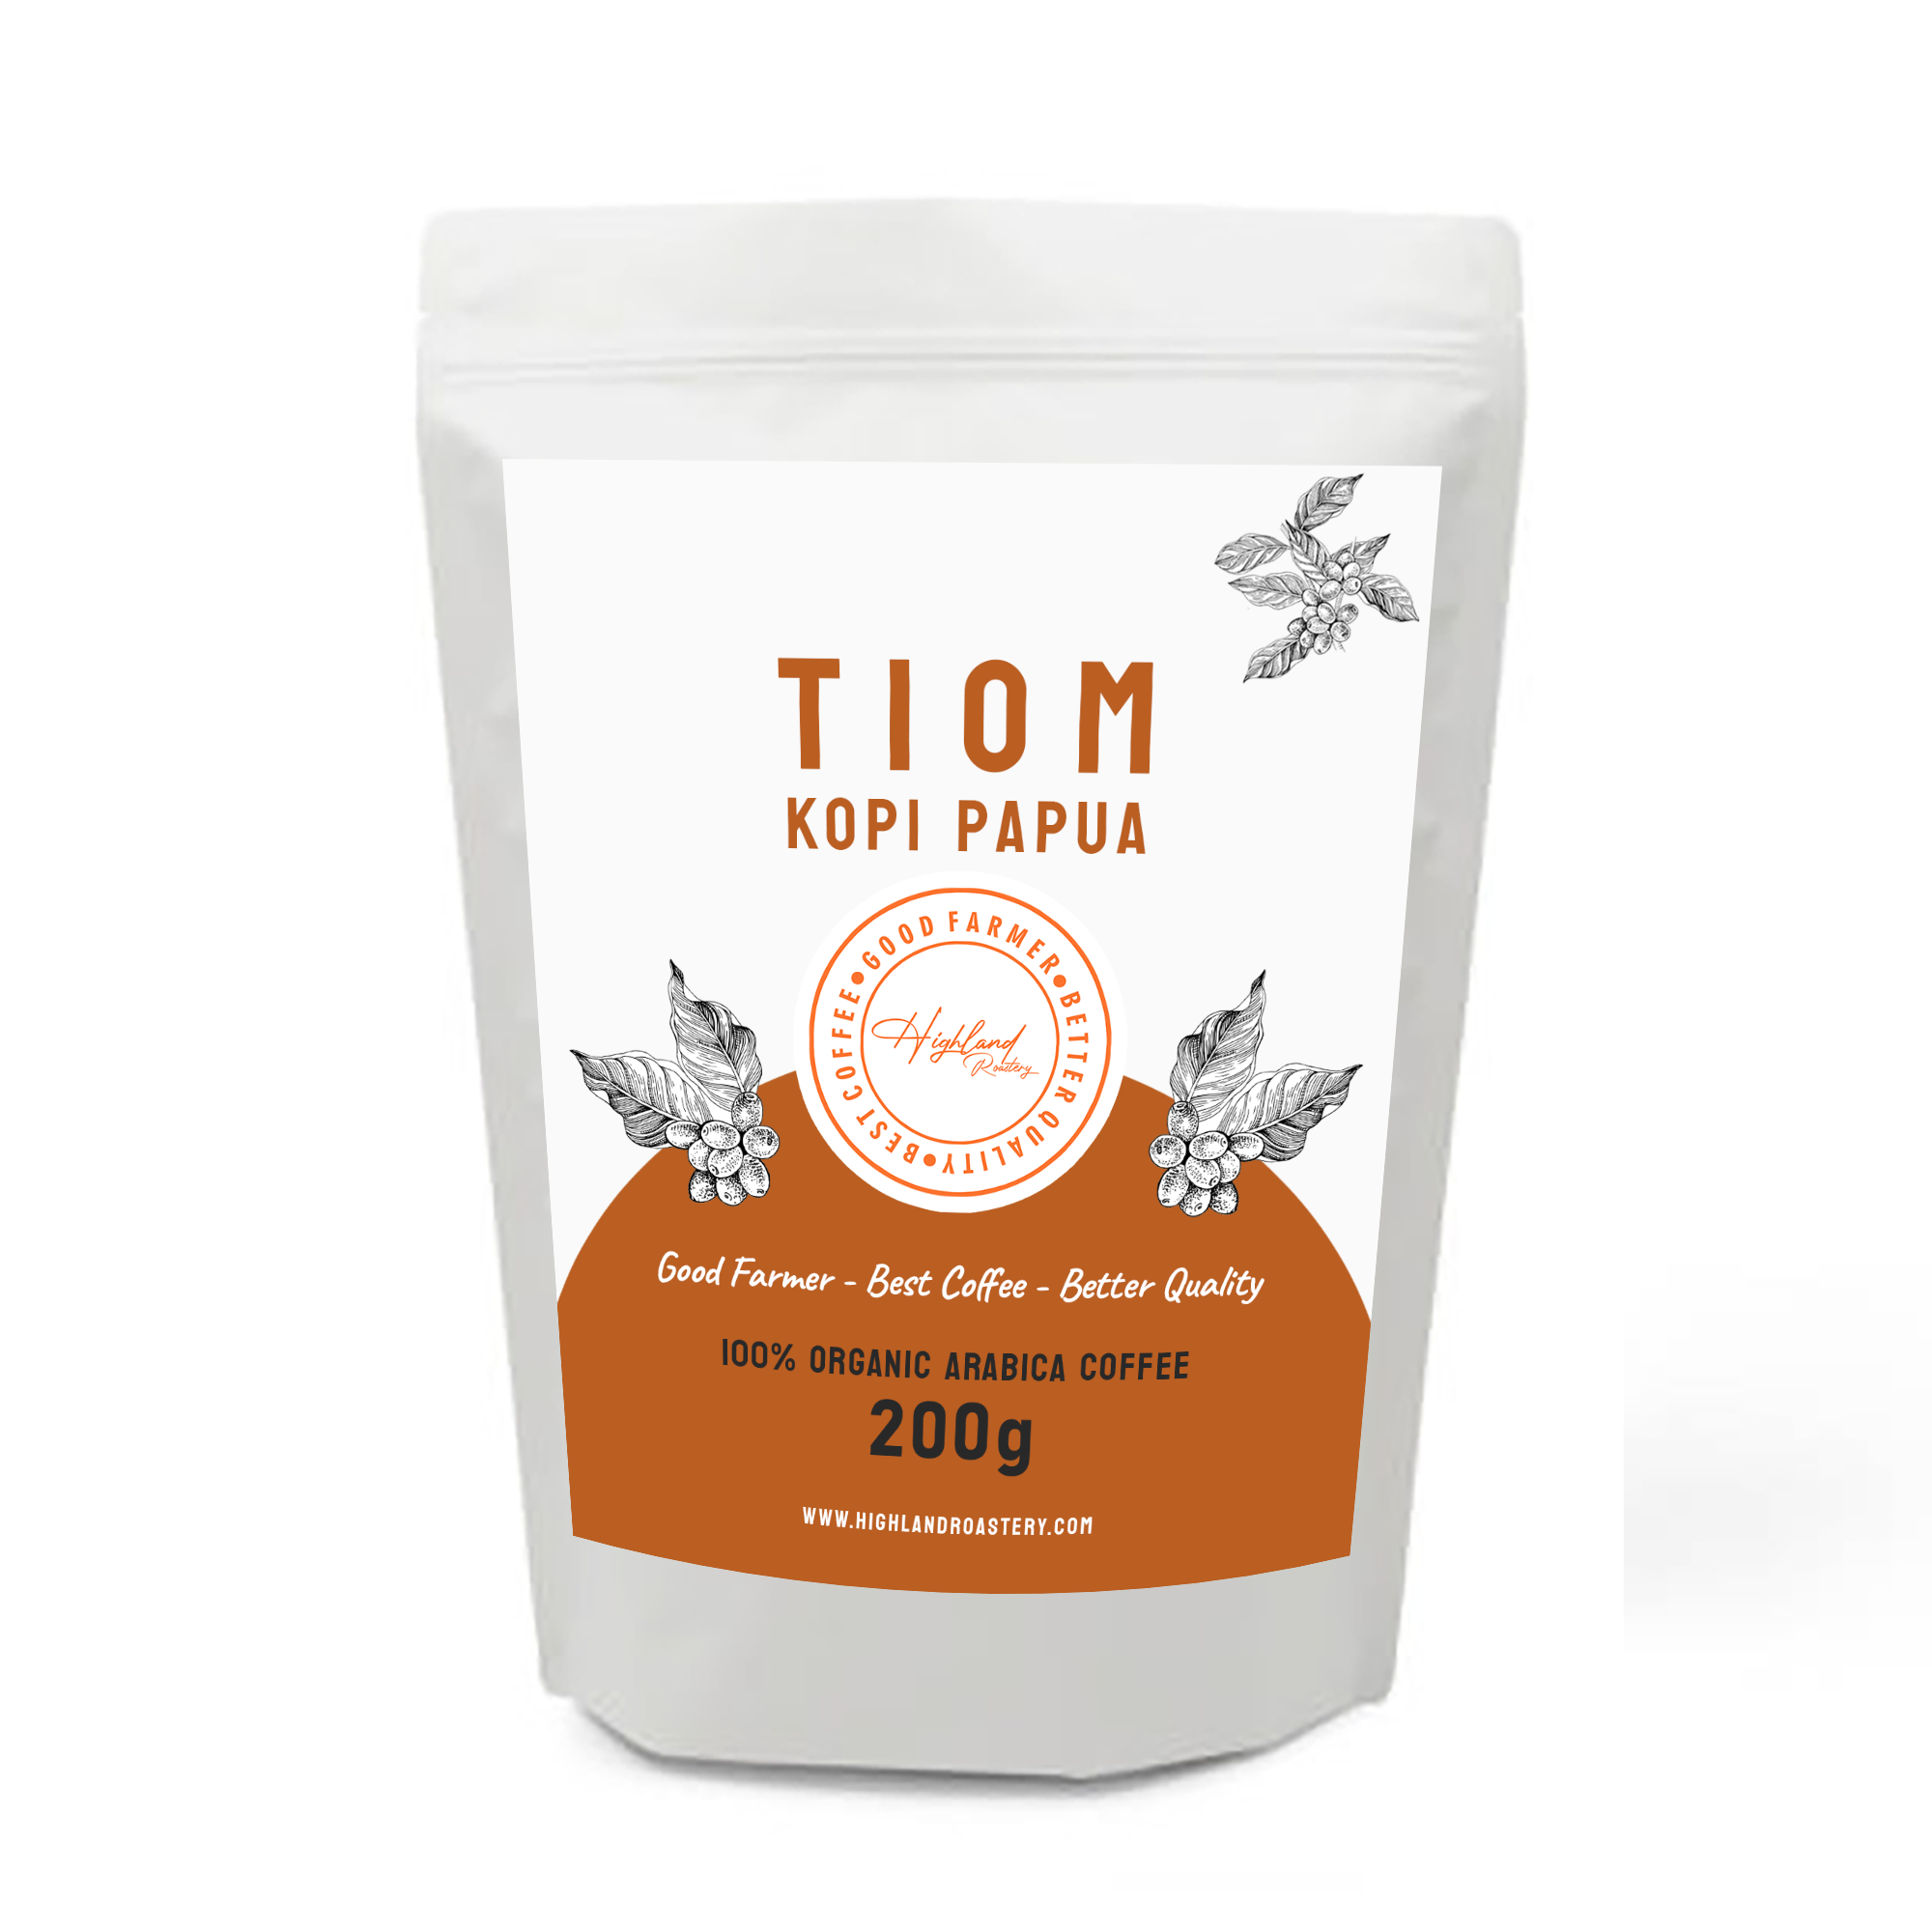 TIOM
KOPI PAPUA
GOOD FARMER • BETTER QUALITY • BEST COFFEE •
Highland
Roastery
Good Farmer - Best Coffee - Better Quality
100% ORGANIC ARABICA COFFEE
200g
WWW.HIGHLANDROASTERY.COM